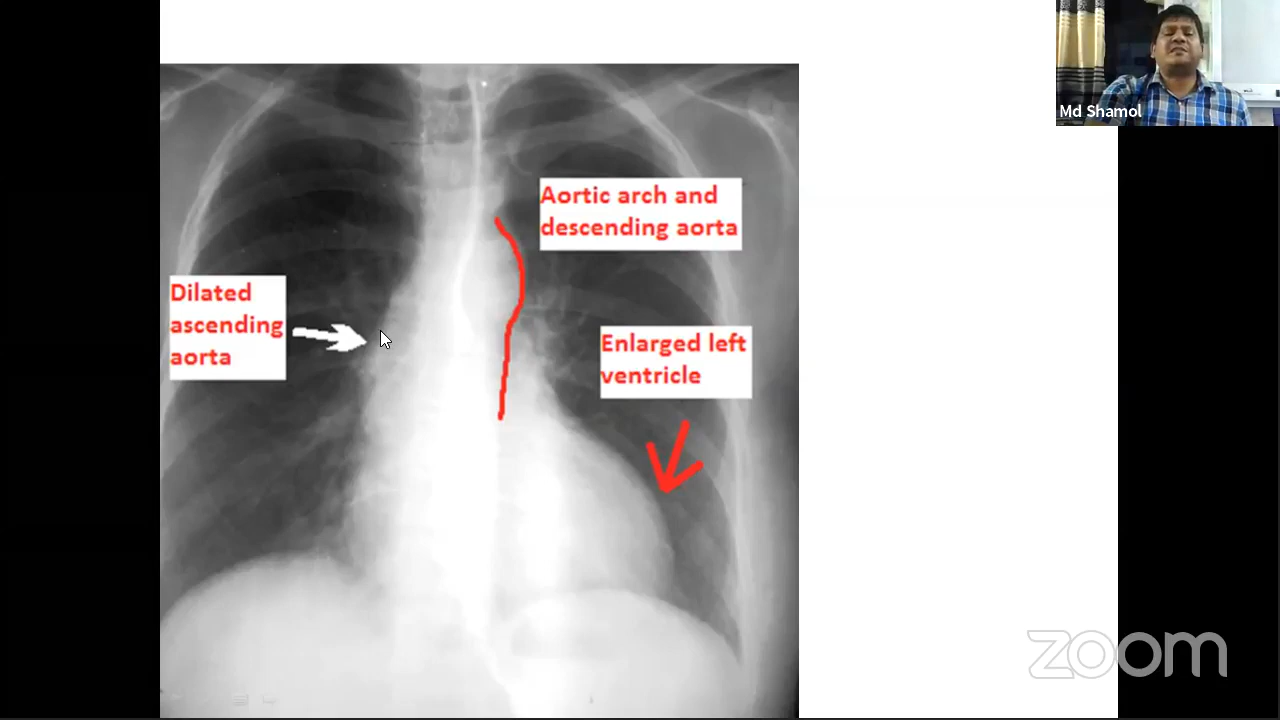 Md Shamol
Aortic arch and
descending aorta
Dilated
ascending
aorta
Enlarged left
ventricle
zoom